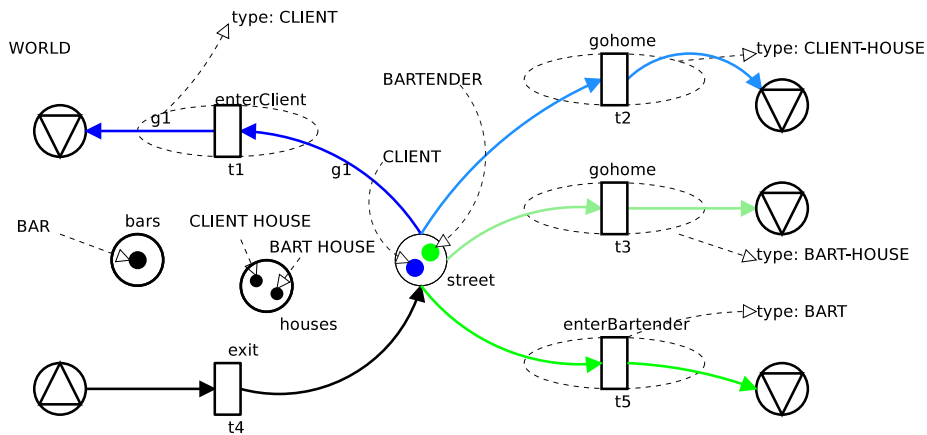 type: CLIENT
WORLD
gohome
type: CLIENT-HOUSE
BARTENDER
enterClient
g1
t2
CLIENT
t1
g1
gohome
bars
CLIENT HOUSE
BAR
BART HOUSE
t3
type: BART-HOUSE
street
houses
type: BART
enterBartender
exit
t5
t4